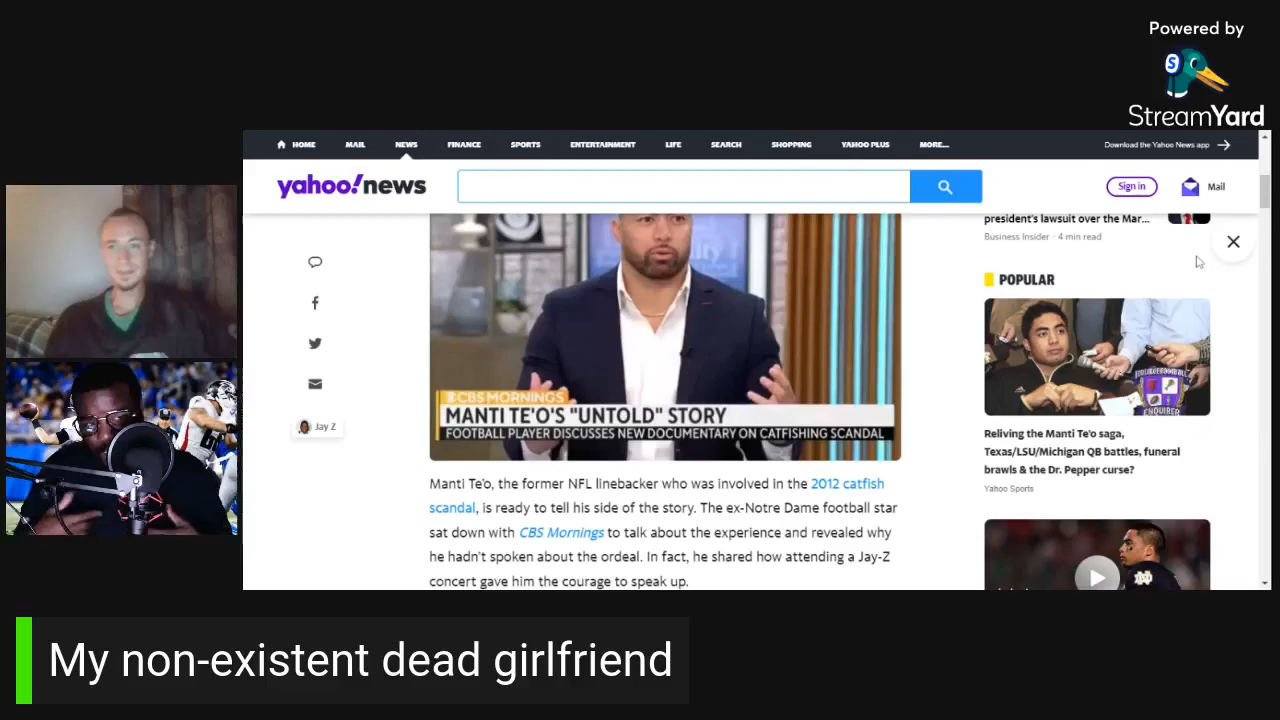 Powered by
StreamYard
HOME MAIL NEWS FINANCE SPORTS ENTERTAINMENT LIFE SEARCH SHOPPING YAHOO PLUS MORE... Download the Yahoo News app
yahoo!news
Sign in
Mail
president's lawsuit over the Mar...
Business Insider · 4 min read
POPULAR
CBS MORNINGS
MANTI TE'O'S "UNTOLD" STORY
FOOTBALL PLAYER DISCUSSES NEW DOCUMENTARY ON CATFISHING SCANDAL
Jay Z
Manti Te'o, the former NFL linebacker who was involved in the 2012 catfish
scandal, is ready to tell his side of the story. The ex-Notre Dame football star
sat down with CBS Mornings to talk about the experience and revealed why
he hadn't spoken about the ordeal. In fact, he shared how attending a Jay-Z
concert gave him the courage to speak up.
Reliving the Manti Te'o saga,
Texas/LSU/Michigan QB battles, funeral
brawls & the Dr. Pepper curse?
Yahoo Sports
My non-existent dead girlfriend